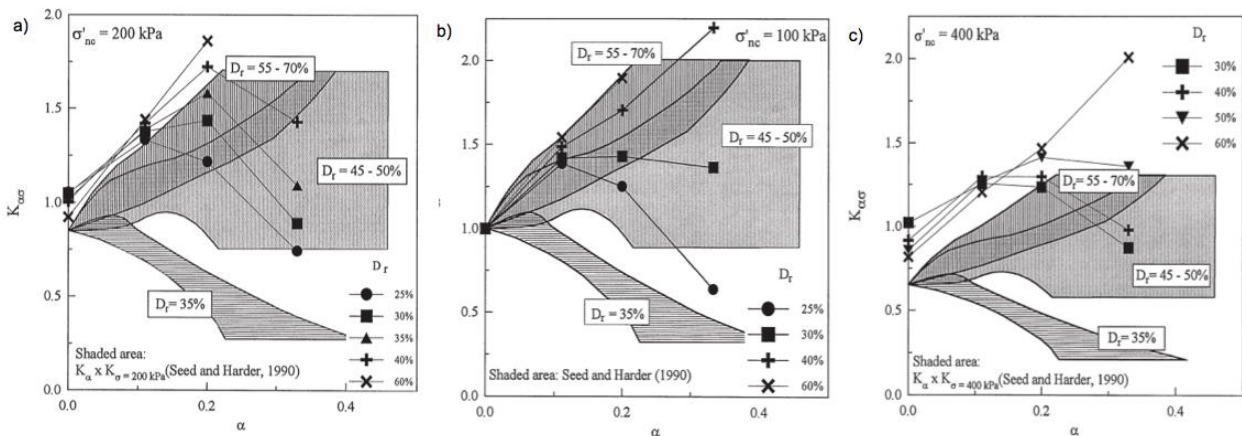 a)
σ'nc = 200 kPa
Dr = 55 - 70%
Dr = 45 - 50%
Dr = 35%
Dr
25%
30%
35%
40%
60%
Shaded area:
Kα x Kσ = 200 kPa (Seed and Harder, 1990)
Kασ
2.0
1.5
1.0
0.5
0.0
0.0
0.2
0.4
α
b)
σ'nc = 100 kPa
Dr = 55 - 70%
Dr = 45 - 50%
Dr = 35%
Dr
25%
30%
40%
60%
Shaded area: Seed and Harder (1990)
2.0
1.5
1.0
0.5
0.0
0.0
0.1
0.2
0.3
0.4
α
c)
σ'nc = 400 kPa
Dr
30%
40%
50%
60%
Dr = 55 - 70%
Dr = 45 - 50%
Dr = 35%
Shaded area:
Kα x Kσ = 400 kPa (Seed and Harder, 1990)
Kασ
2.0
1.5
1.0
0.5
0.0
0.0
0.2
0.4
α